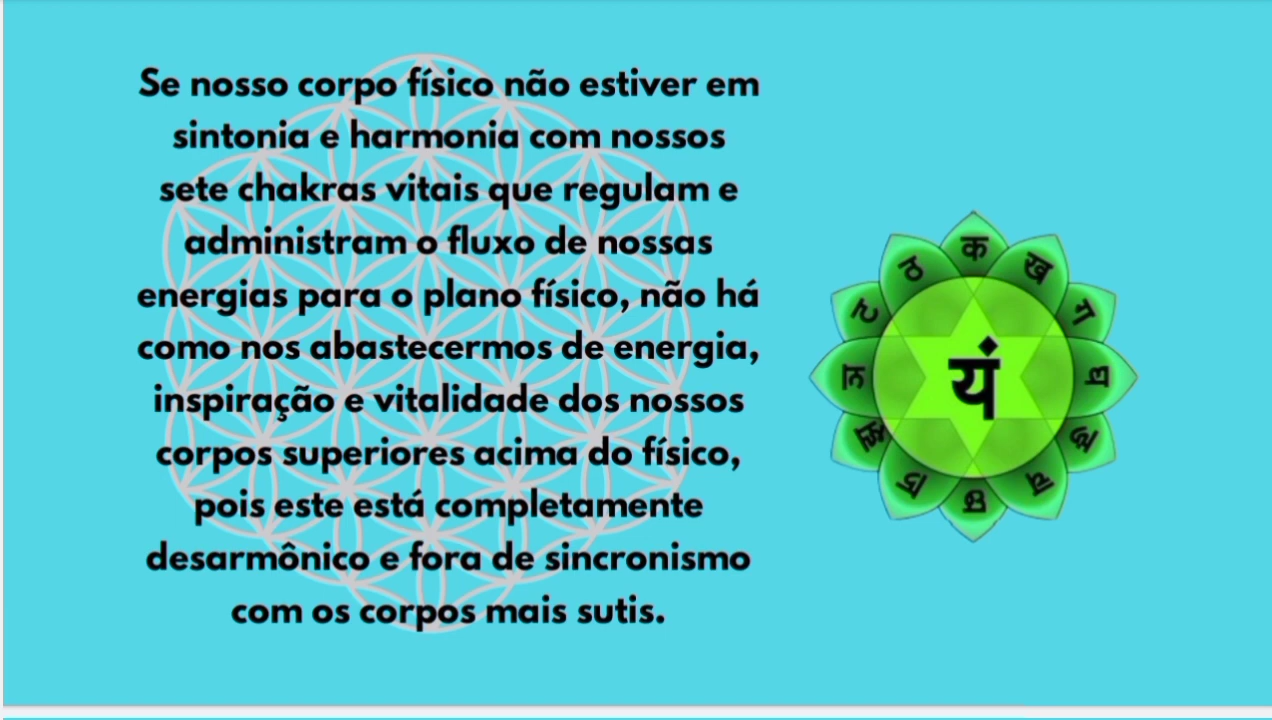 Se nosso corpo físico não estiver em
sintonia e harmonia com nossos
sete chakras vitais que regulam e
administram o fluxo de nossas
energias para o plano físico, não há
como nos abastecermos de energia,
inspiração e vitalidade dos nossos
corpos superiores acima do físico,
pois este está completamente
desarmônico e fora de sincronismo
com os corpos mais sutis.
क
ख
ग
घ
ङ
च
छ
ज
झ
ञ
ट
ठ
यं